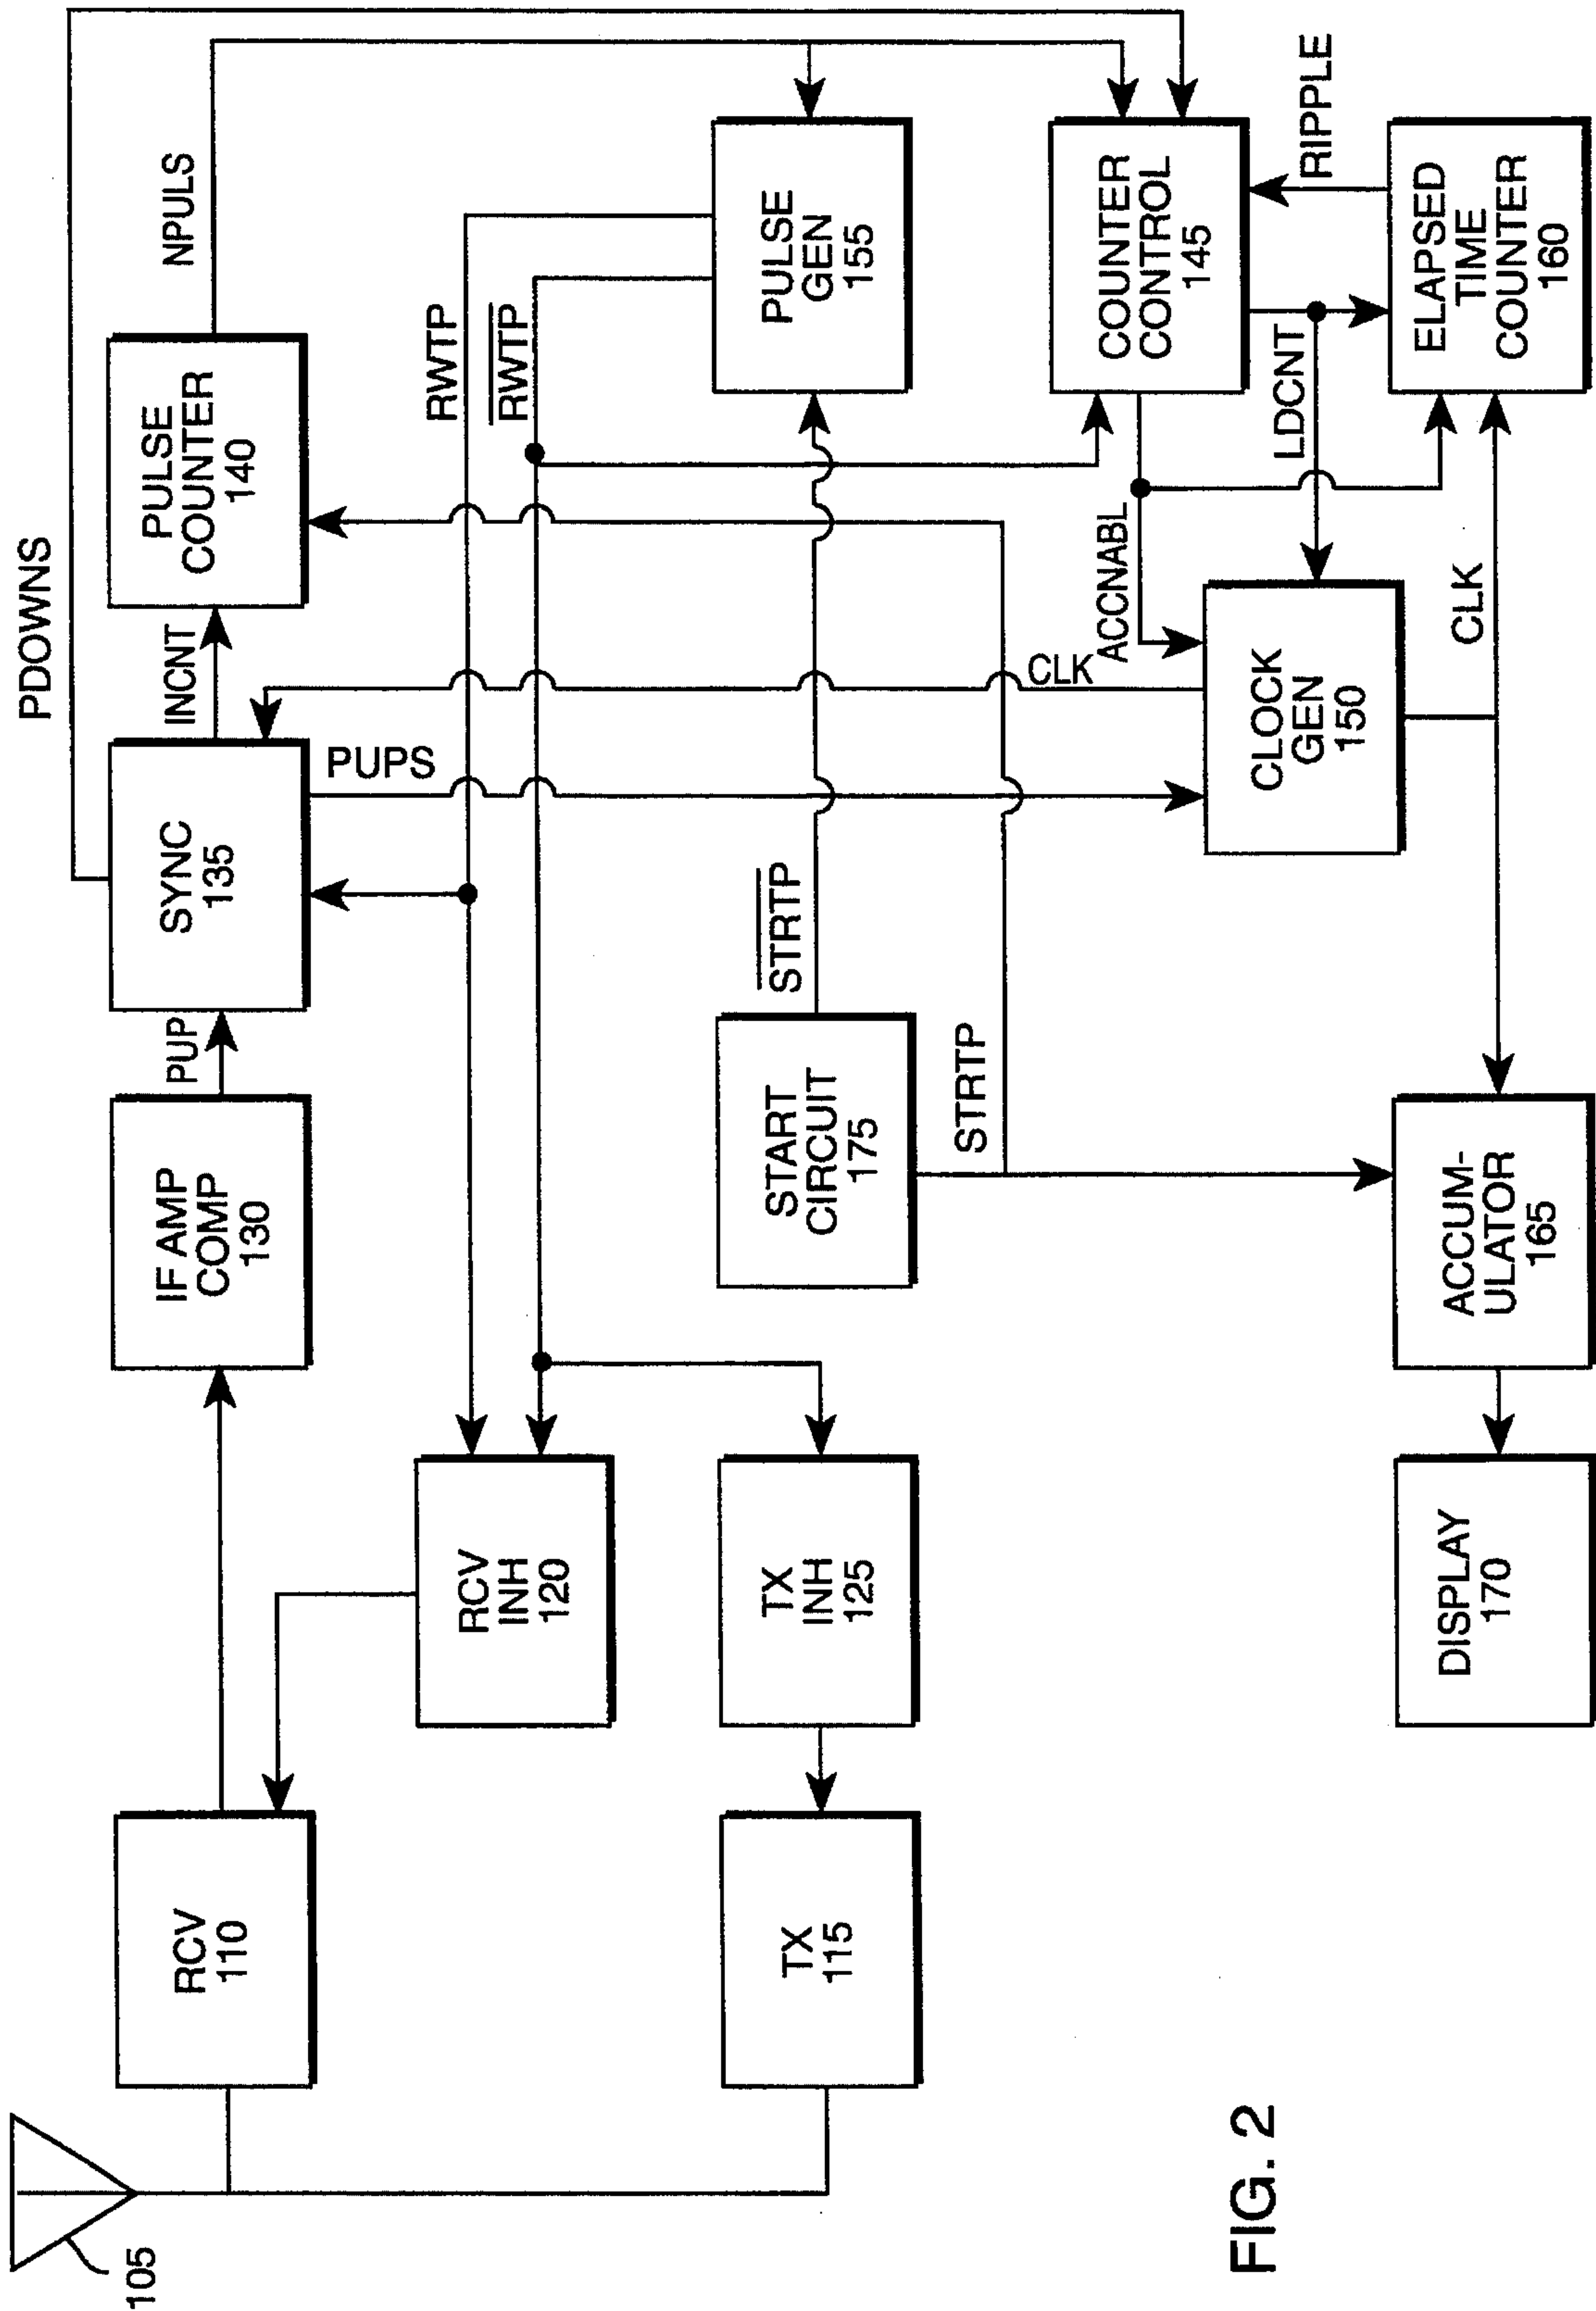 105
RCV
110
IF AMP
COMP
130
PUP
SYNC
135
PDOWNS
INCNT
PULSE
COUNTER
140
NPULS
PUPS
RWTP
RWTP
RCV
INH
120
TX
115
TX
INH
125
START
CIRCUIT
175
STRTP
STRTP
PULSE
GEN
155
CLK
ACCNABL
CLOCK
GEN
150
COUNTER
CONTROL
145
LDCNT
RIPPLE
ELAPSED
TIME
COUNTER
160
CLK
ACCUM-
ULATOR
165
DISPLAY
170
FIG. 2